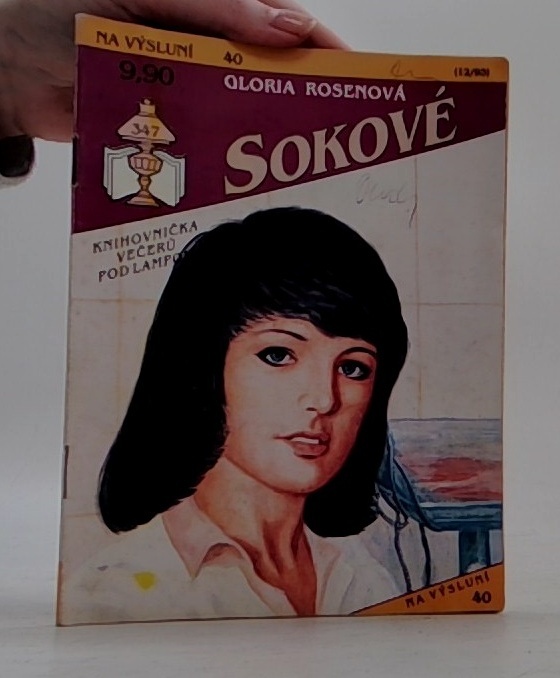 NA VÝSLUNÍ 40
9,90
(12/93)
GLORIA ROSENOVÁ
347
SOKOVÉ
KNIHOVNIČKA
VEČERŮ
POD LAMPOU
NA VÝSLUNÍ
40